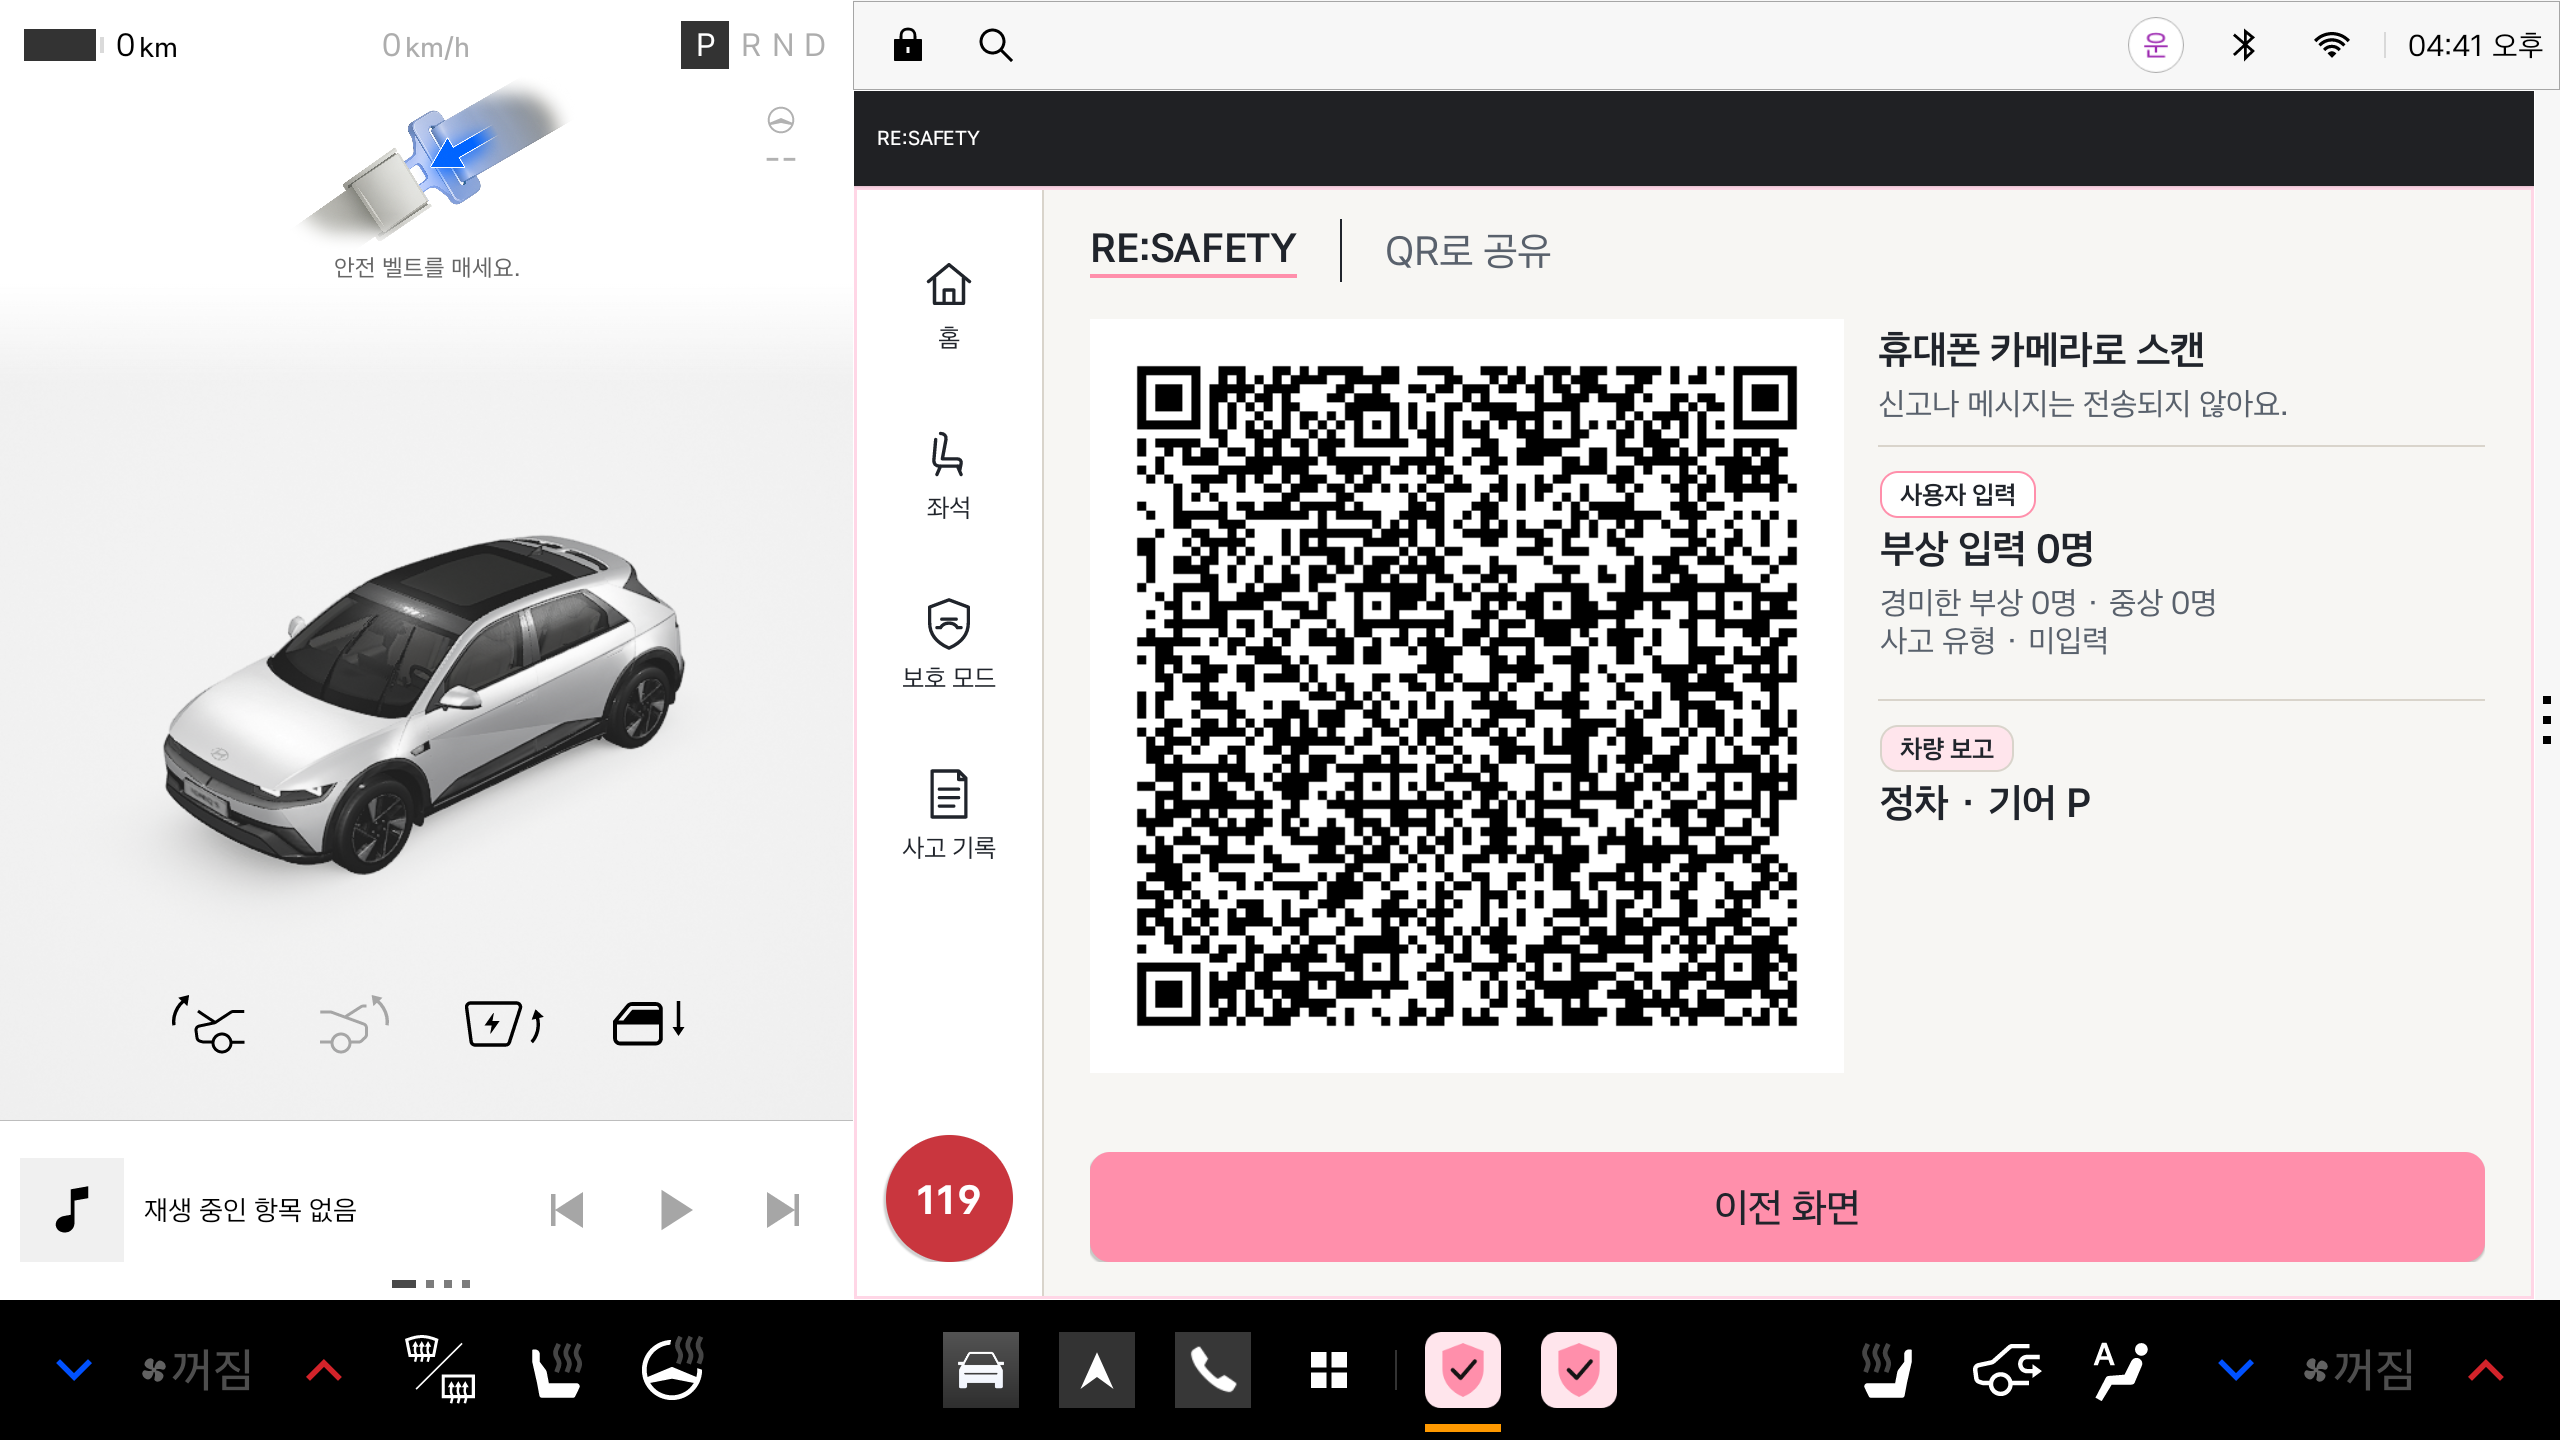 0 km
0 km/h
P R N D
안전 벨트를 매세요.
재생 중인 항목 없음
운
04:41 오후
RE:SAFETY
홈
좌석
보호 모드
사고 기록
119
RE:SAFETY
QR로 공유
휴대폰 카메라로 스캔
신고나 메시지는 전송되지 않아요.
사용자 입력
부상 입력 0명
경미한 부상 0명 · 중상 0명
사고 유형 · 미입력
차량 보고
정차 · 기어 P
이전 화면
꺼짐
A
꺼짐